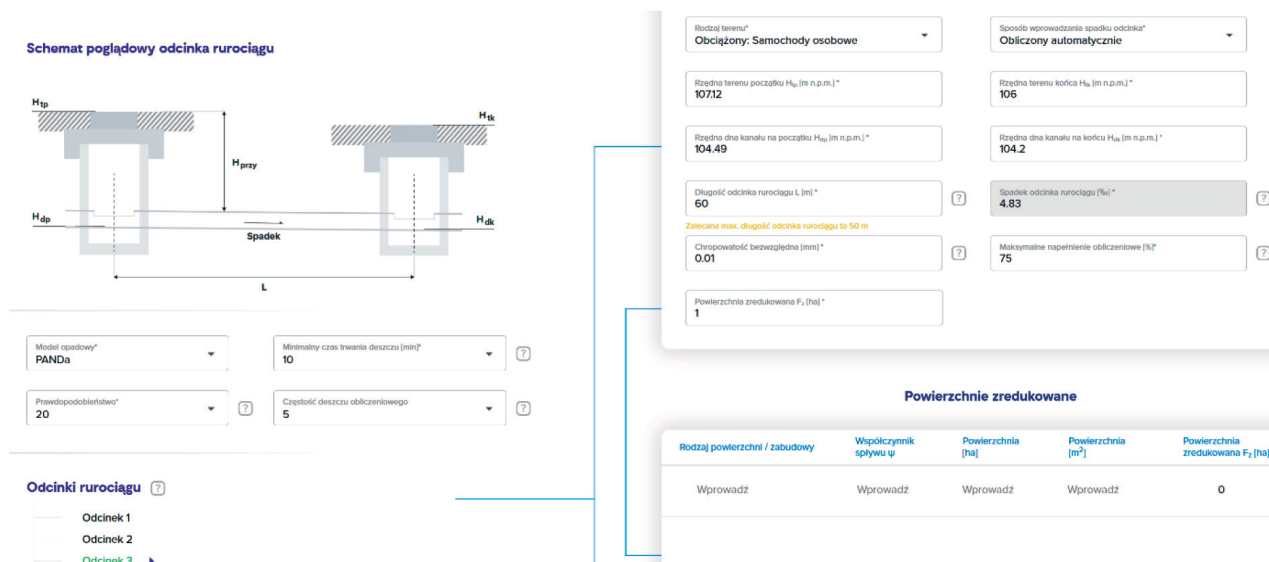 Schemat poglądowy odcinka rurociągu
H tp
H tk
H przy
H dp
H dk
Spadek
L
Model opadowy*
PANDa
Minimalny czas trwania deszczu [min]*
10
?
Prawdopodobieństwo*
20
?
Częstość deszczu obliczeniowego
5
?
Odcinki rurociągu ?
Odcinek 1
Odcinek 2
Odcinek 3
Rodzaj terenu*
Obciążony: Samochody osobowe
Sposób wprowadzania spadku odcinka*
Obliczony automatycznie
Rzędna terenu początku Htp [m n.p.m.] *
107.12
Rzędna terenu końca Htk [m n.p.m.] *
106
Rzędna dna kanału na początku Hdp [m n.p.m.] *
104.49
Rzędna dna kanału na końcu Hdk [m n.p.m.] *
104.2
Długość odcinka rurociągu L [m] *
60
?
Spadek odcinka rurociągu [‰] *
4.83
?
Zalecana max. długość odcinka rurociągu to 50 m
Chropowatość bezwzględna [mm] *
0.01
?
Maksymalne napełnienie obliczeniowe [%]*
75
?
Powierzchnia zredukowana Fz [ha] *
1
Powierzchnie zredukowane
Rodzaj powierzchni / zabudowy
Współczynnik
spływu ψ
Powierzchnia
[ha]
Powierzchnia
[m²]
Powierzchnia
zredukowana Fz [ha]
Wprowadź
Wprowadź
Wprowadź
Wprowadź
0